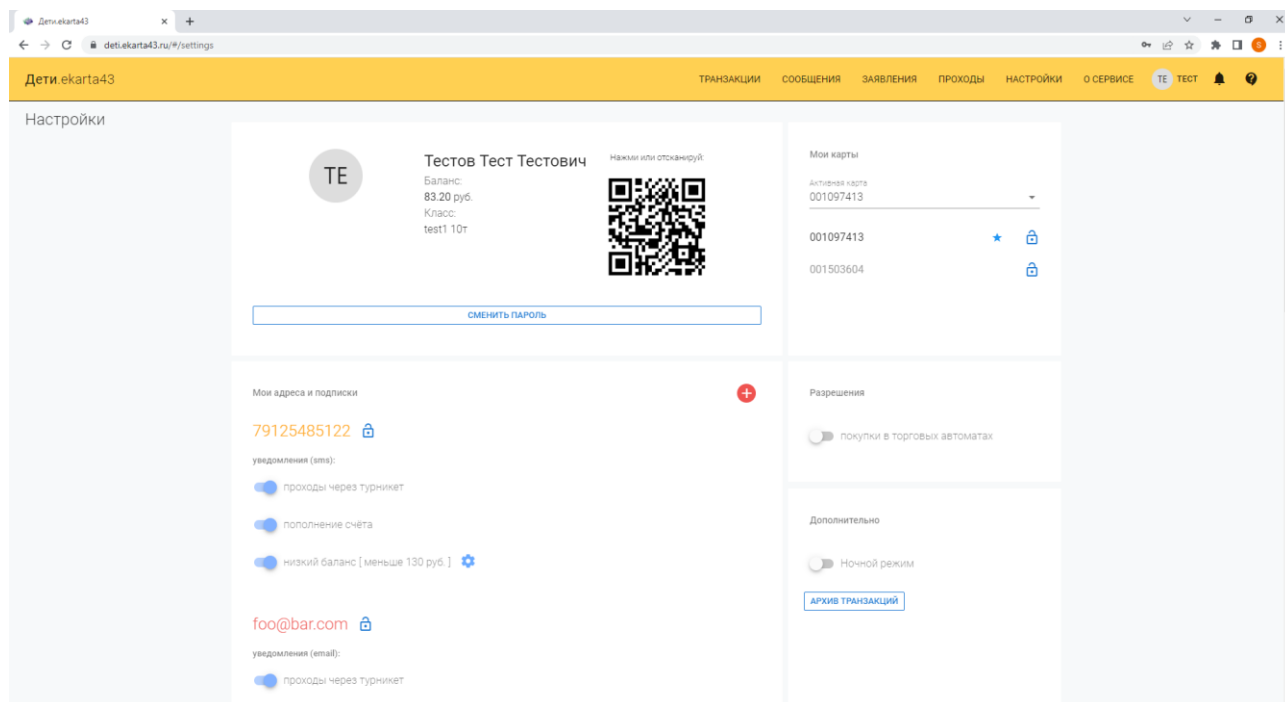 Дети.ekarta43
deti.ekarta43.ru/#/settings
S
Дети.ekarta43
ТРАНЗАКЦИИ СООБЩЕНИЯ ЗАЯВЛЕНИЯ ПРОХОДЫ НАСТРОЙКИ О СЕРВИСЕ TE ТЕСТ
Настройки
TE
Тестов Тест Тестович
Баланс:
83.20 руб.
Класс:
test1 10т
Нажми или отсканируй:
СМЕНИТЬ ПАРОЛЬ
Мои карты
Активная карта
001097413
001097413
001503604
Мои адреса и подписки
79125485122
уведомления (sms):
проходы через турникет
пополнение счёта
низкий баланс [ меньше 130 руб. ]
foo@bar.com
уведомления (email):
проходы через турникет
Разрешения
покупки в торговых автоматах
Дополнительно
Ночной режим
АРХИВ ТРАНЗАКЦИЙ